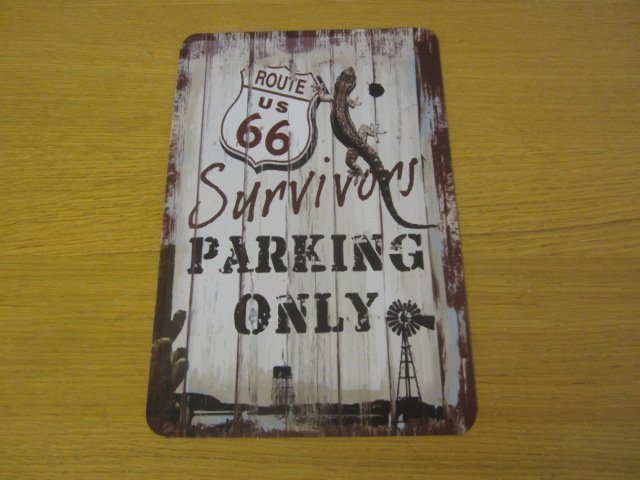 ROUTE
US
66
Survivors
PARKING
ONLY